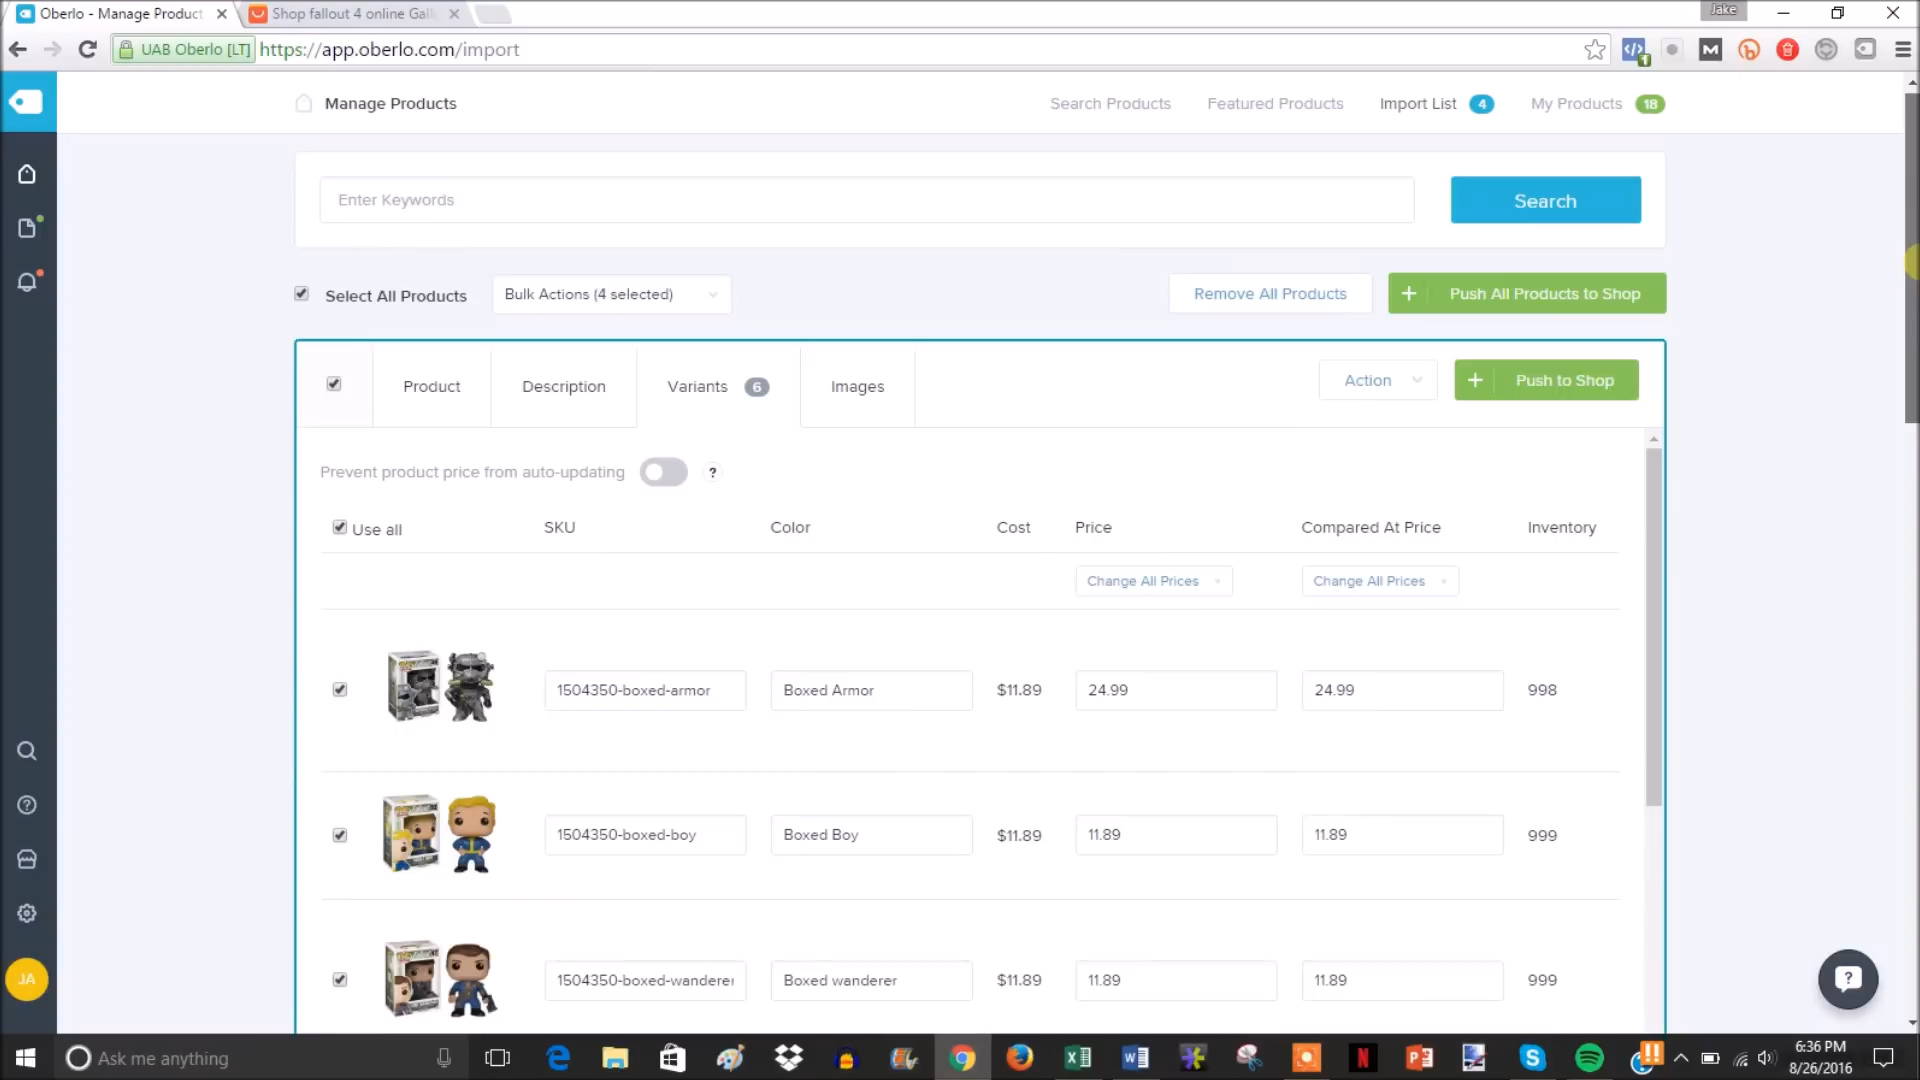 Oberlo - Manage Product
Shop fallout 4 online Gall
Jake
UAB Oberlo [LT]
https://app.oberlo.com/import
1
Manage Products
Search Products
Featured Products
Import List 4
My Products 18
Enter Keywords
Search
Select All Products
Bulk Actions (4 selected)
Remove All Products
+ Push All Products to Shop
Product
Description
Variants 6
Images
Action
+ Push to Shop
Prevent product price from auto-updating ?
Use all
SKU
Color
Cost
Price
Compared At Price
Inventory
Change All Prices
Change All Prices
1504350-boxed-armor
Boxed Armor
$11.89
24.99
24.99
998
1504350-boxed-boy
Boxed Boy
$11.89
11.89
11.89
999
1504350-boxed-wanderer
Boxed wanderer
$11.89
11.89
11.89
999
JA
Ask me anything
6:36 PM
8/26/2016